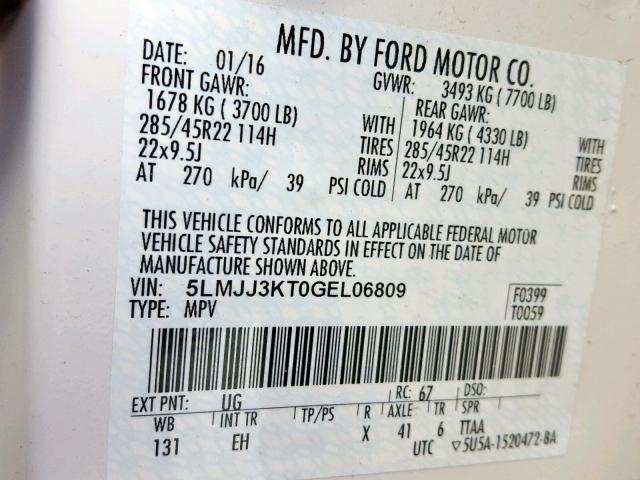 MFD. BY FORD MOTOR CO.
DATE: 01/16 GVWR: 3493 KG ( 7700 LB)
FRONT GAWR: REAR GAWR:
1678 KG ( 3700 LB) WITH 1964 KG ( 4330 LB) WITH
285/45R22 114H TIRES 285/45R22 114H TIRES
22x9.5J RIMS 22x9.5J RIMS
AT 270 kPa/ 39 PSI COLD AT 270 kPa/ 39 PSI COLD
THIS VEHICLE CONFORMS TO ALL APPLICABLE FEDERAL MOTOR
VEHICLE SAFETY STANDARDS IN EFFECT ON THE DATE OF
MANUFACTURE SHOWN ABOVE.
VIN: 5LMJJ3KT0GEL06809 F0399
TYPE: MPV T0059
EXT PNT: UG RC: 67 DSO:
WB INT TR TP/PS R AXLE TR SPR
131 EH X 41 6 TTAA
UTC ▽5U5A-1520472-BA